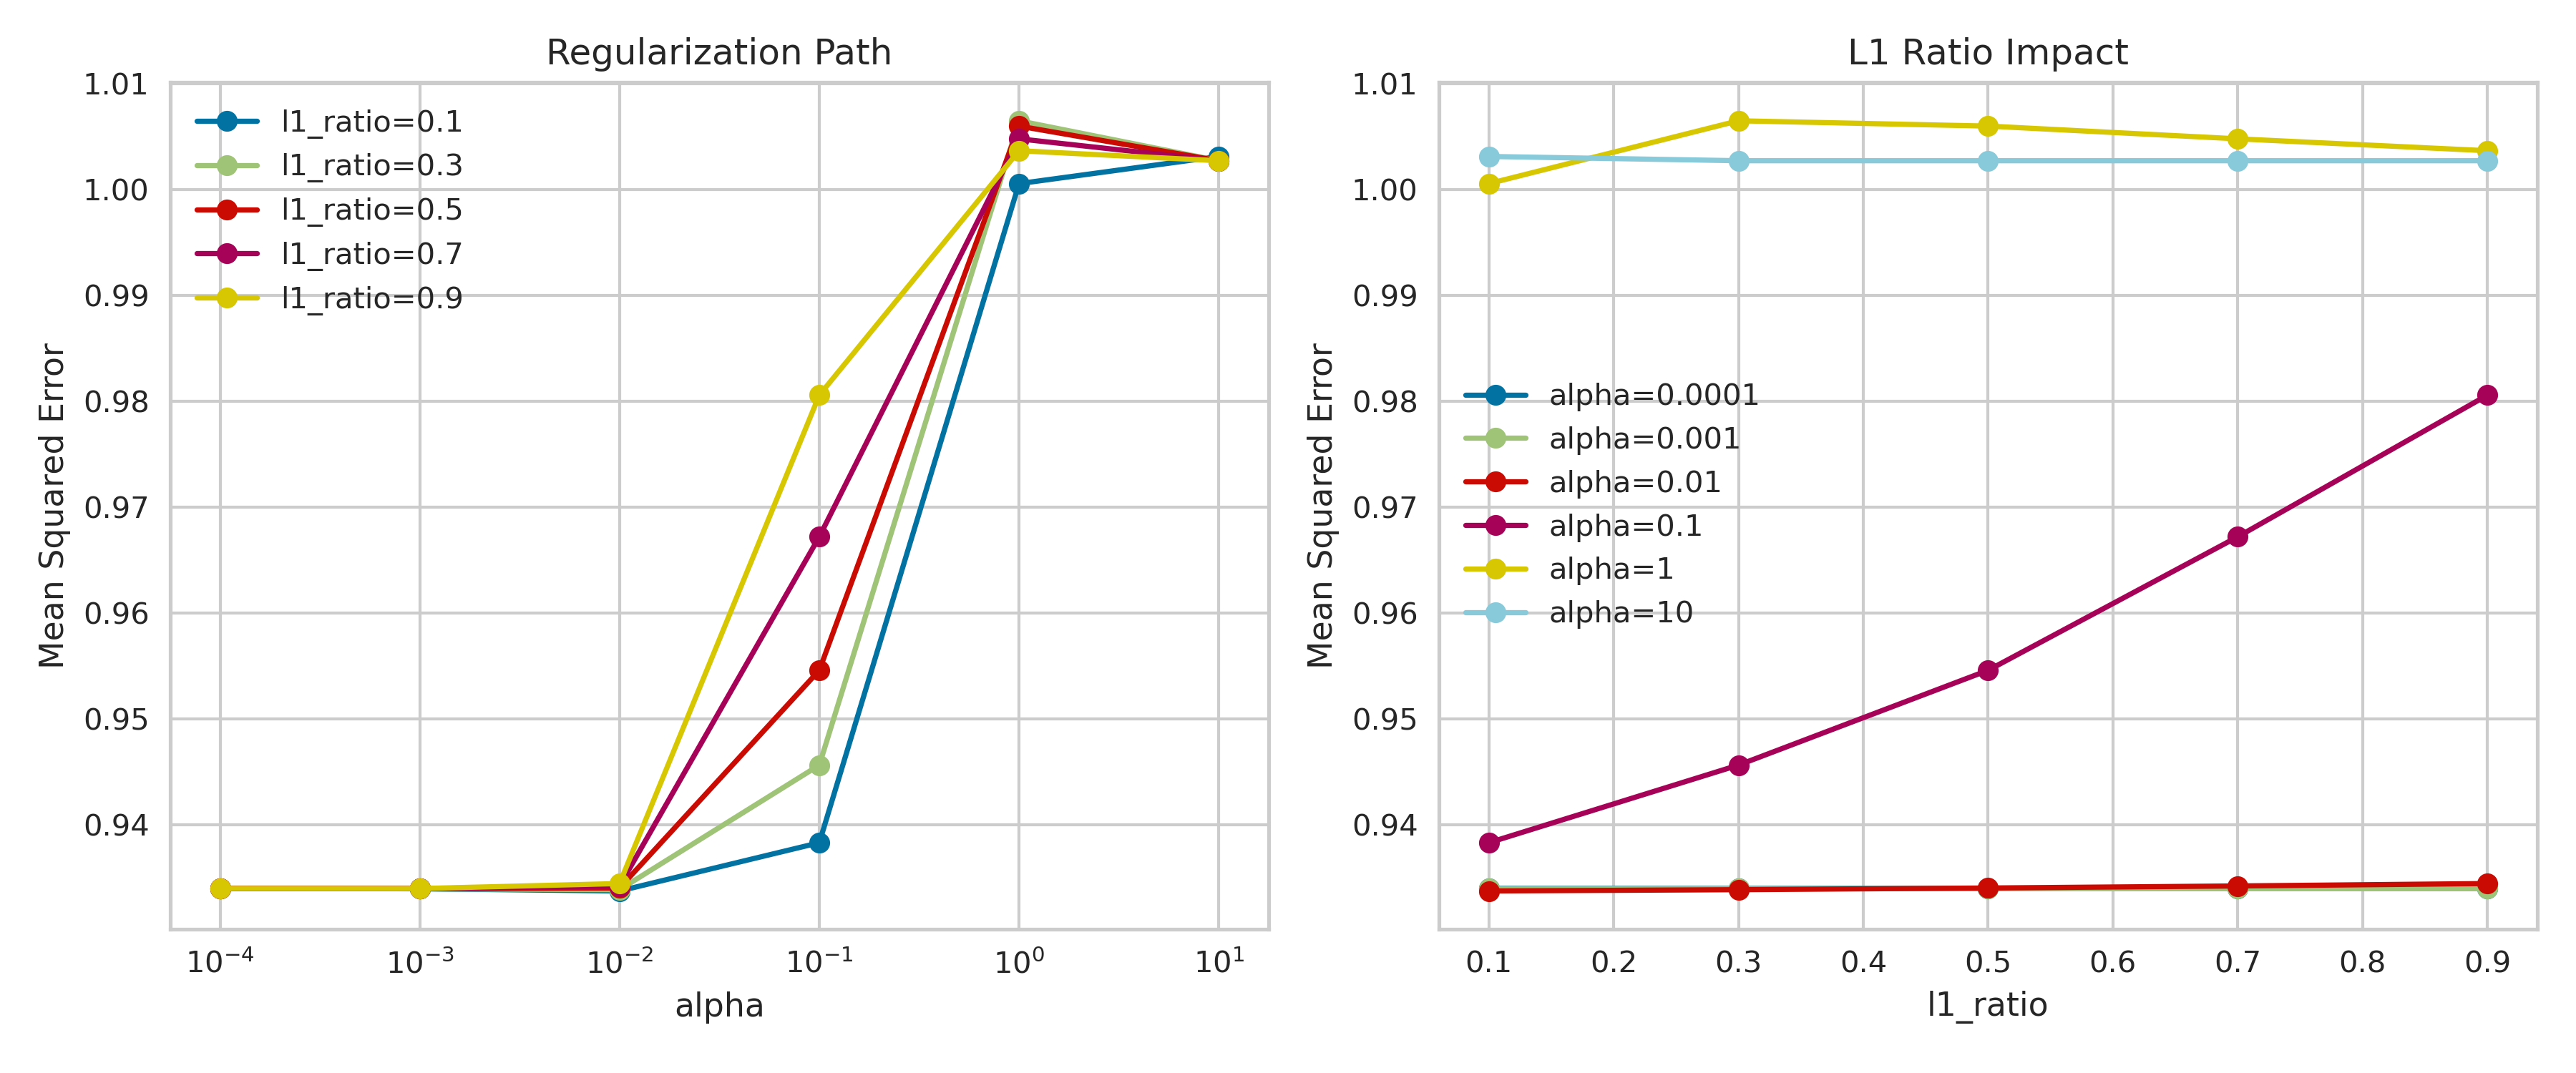 Regularization Path
1.01
1.00
0.99
0.98
0.97
0.96
0.95
0.94
Mean Squared Error
l1_ratio=0.1
l1_ratio=0.3
l1_ratio=0.5
l1_ratio=0.7
l1_ratio=0.9
10⁻⁴ 10⁻³ 10⁻² 10⁻¹ 10⁰ 10¹
alpha
L1 Ratio Impact
1.01
1.00
0.99
0.98
0.97
0.96
0.95
0.94
Mean Squared Error
alpha=0.0001
alpha=0.001
alpha=0.01
alpha=0.1
alpha=1
alpha=10
0.1 0.2 0.3 0.4 0.5 0.6 0.7 0.8 0.9
l1_ratio